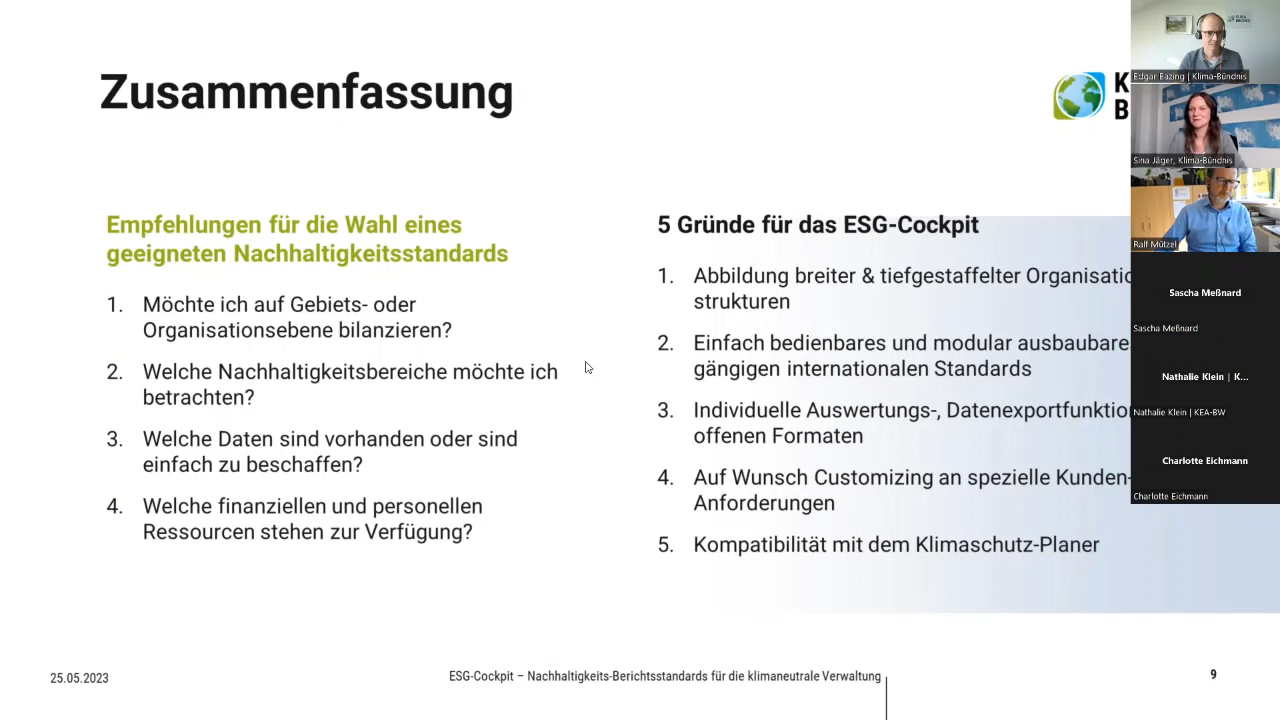 Zusammenfassung
K
B
Empfehlungen für die Wahl eines
geeigneten Nachhaltigkeitsstandards
1. Möchte ich auf Gebiets- oder
Organisationsebene bilanzieren?
2. Welche Nachhaltigkeitsbereiche möchte ich
betrachten?
3. Welche Daten sind vorhanden oder sind
einfach zu beschaffen?
4. Welche finanziellen und personellen
Ressourcen stehen zur Verfügung?
5 Gründe für das ESG-Cockpit
1. Abbildung breiter & tiefgestaffelter Organisatio
strukturen
2. Einfach bedienbares und modular ausbaubare
gängigen internationalen Standards
3. Individuelle Auswertungs-, Datenexportfunktion
offenen Formaten
4. Auf Wunsch Customizing an spezielle Kunden-
Anforderungen
5. Kompatibilität mit dem Klimaschutz-Planer
Edgar Bazing | Klima-Bündnis
Sina Jäger, Klima-Bündnis
Ralf Mützel
Sascha Meßnard
Sascha Meßnard
Nathalie Klein | K...
Nathalie Klein | KEA-BW
Charlotte Eichmann
Charlotte Eichmann
25.05.2023
ESG-Cockpit – Nachhaltigkeits-Berichtsstandards für die klimaneutrale Verwaltung
9